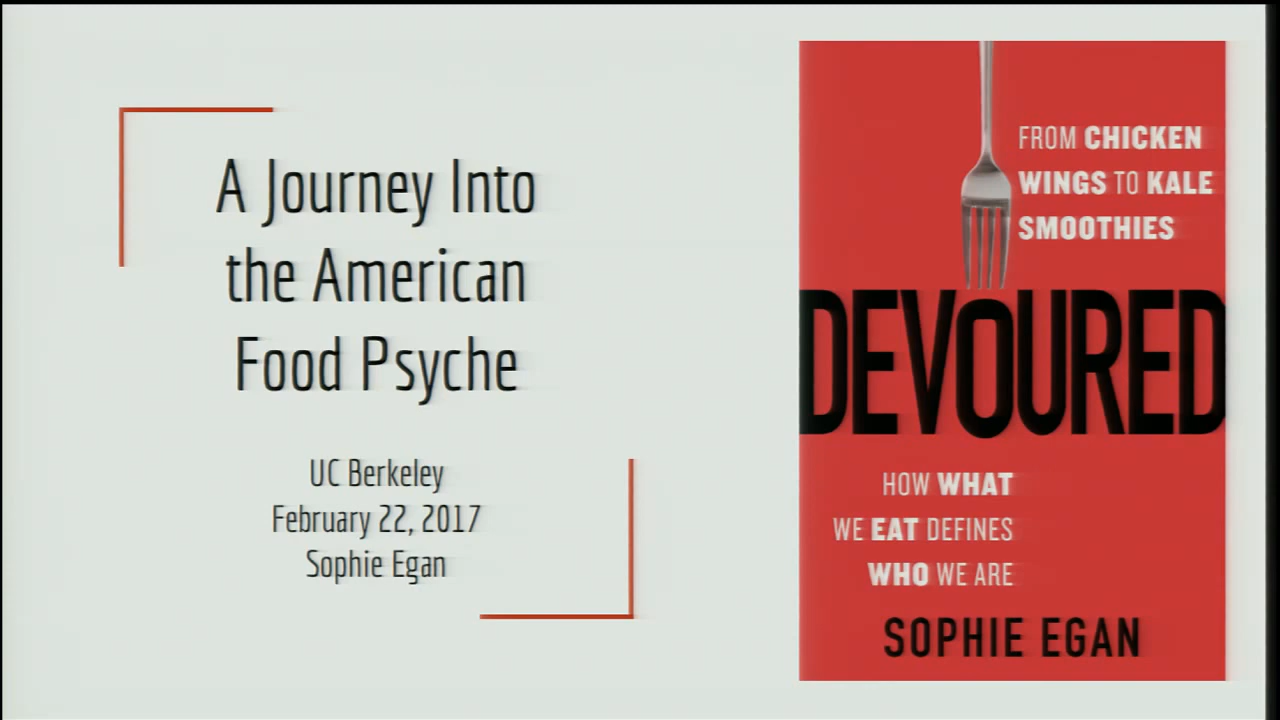 A Journey Into
the American
Food Psyche
UC Berkeley
February 22, 2017
Sophie Egan
FROM CHICKEN
WINGS TO KALE
SMOOTHIES
DEVOURED
HOW WHAT
WE EAT DEFINES
WHO WE ARE
SOPHIE EGAN